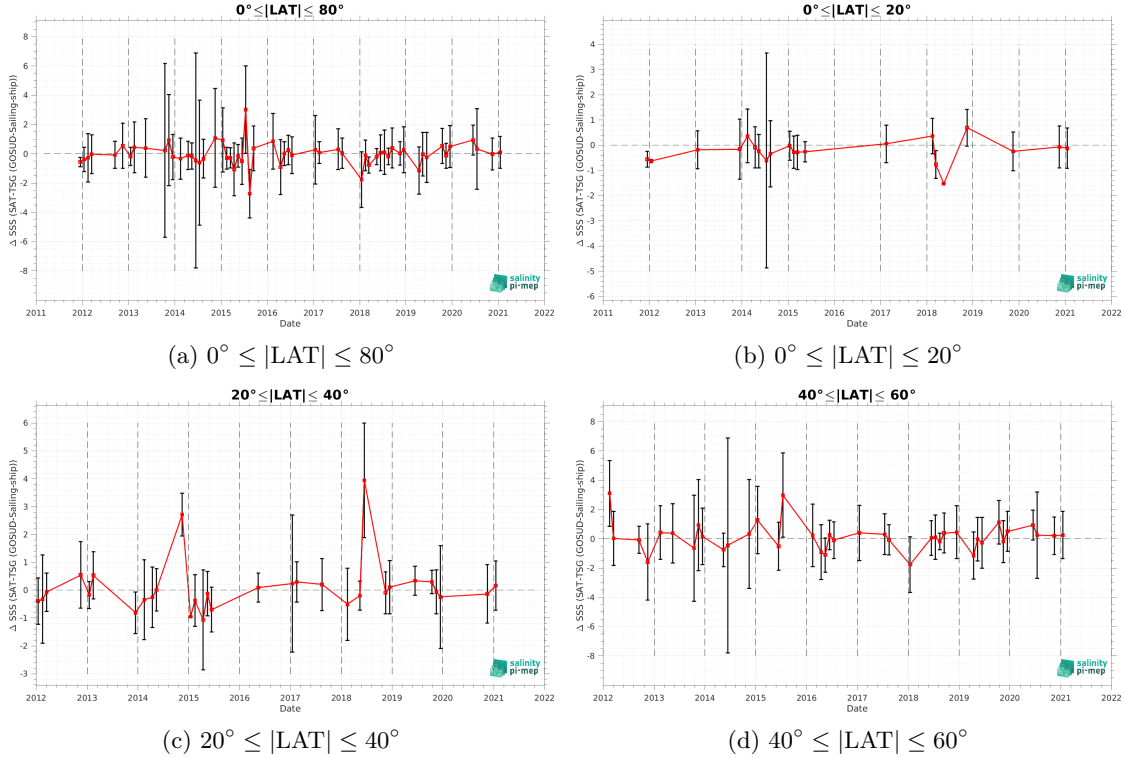 0°≤|LAT|≤ 80°
Δ SSS (SAT-TSG (GOSUD-Sailing-ship))
8
6
4
2
0
-2
-4
-6
-8
2011 2012 2013 2014 2015 2016 2017 2018 2019 2020 2021 2022
Date
salinity
pi-mep
(a) 0° ≤ |LAT| ≤ 80°
0°≤|LAT|≤ 20°
Δ SSS (SAT-TSG (GOSUD-Sailing-ship))
4
3
2
1
0
-1
-2
-3
-4
-5
-6
2011 2012 2013 2014 2015 2016 2017 2018 2019 2020 2021 2022
Date
salinity
pi-mep
(b) 0° ≤ |LAT| ≤ 20°
20°≤|LAT|≤ 40°
Δ SSS (SAT-TSG (GOSUD-Sailing-ship))
6
5
4
3
2
1
0
-1
-2
-3
2012 2013 2014 2015 2016 2017 2018 2019 2020 2021 2022
Date
salinity
pi-mep
(c) 20° ≤ |LAT| ≤ 40°
40°≤|LAT|≤ 60°
Δ SSS (SAT-TSG (GOSUD-Sailing-ship))
8
6
4
2
0
-2
-4
-6
-8
2012 2013 2014 2015 2016 2017 2018 2019 2020 2021 2022
Date
salinity
pi-mep
(d) 40° ≤ |LAT| ≤ 60°